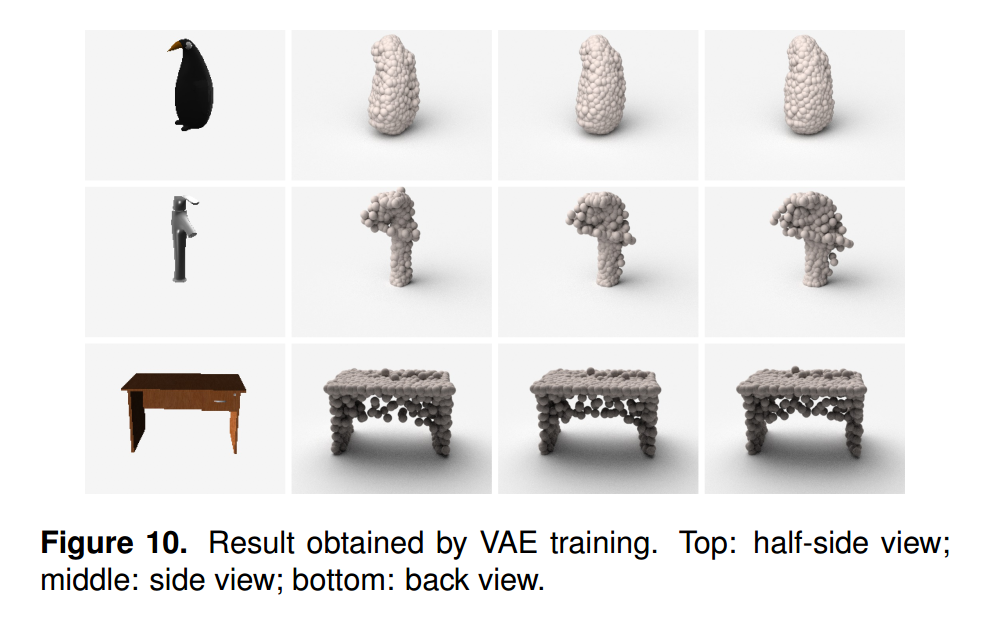 Figure 10. Result obtained by VAE training. Top: half-side view;
middle: side view; bottom: back view.